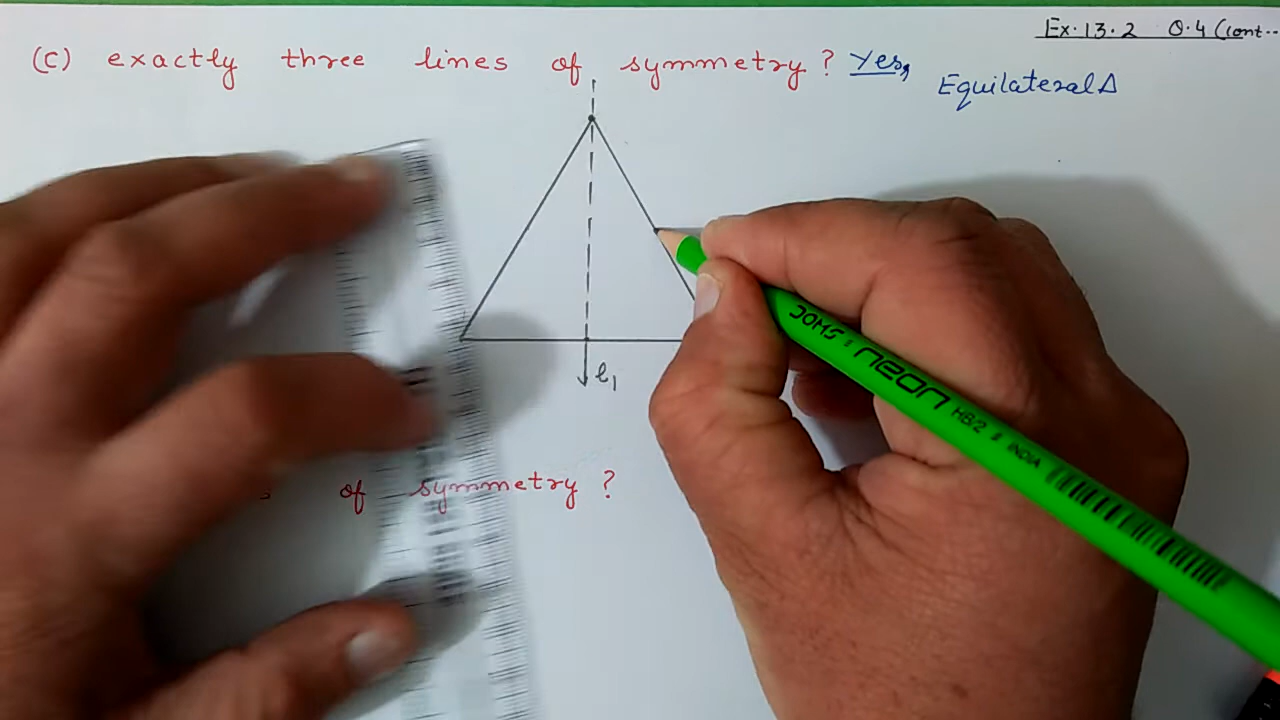 Ex. 13.2 Q.4 (cont..
(c) exactly three lines of symmetry ? Yes,
Equilateral Δ
l₁
of symmetry ?
DOMS NEON HB/2 INDIA